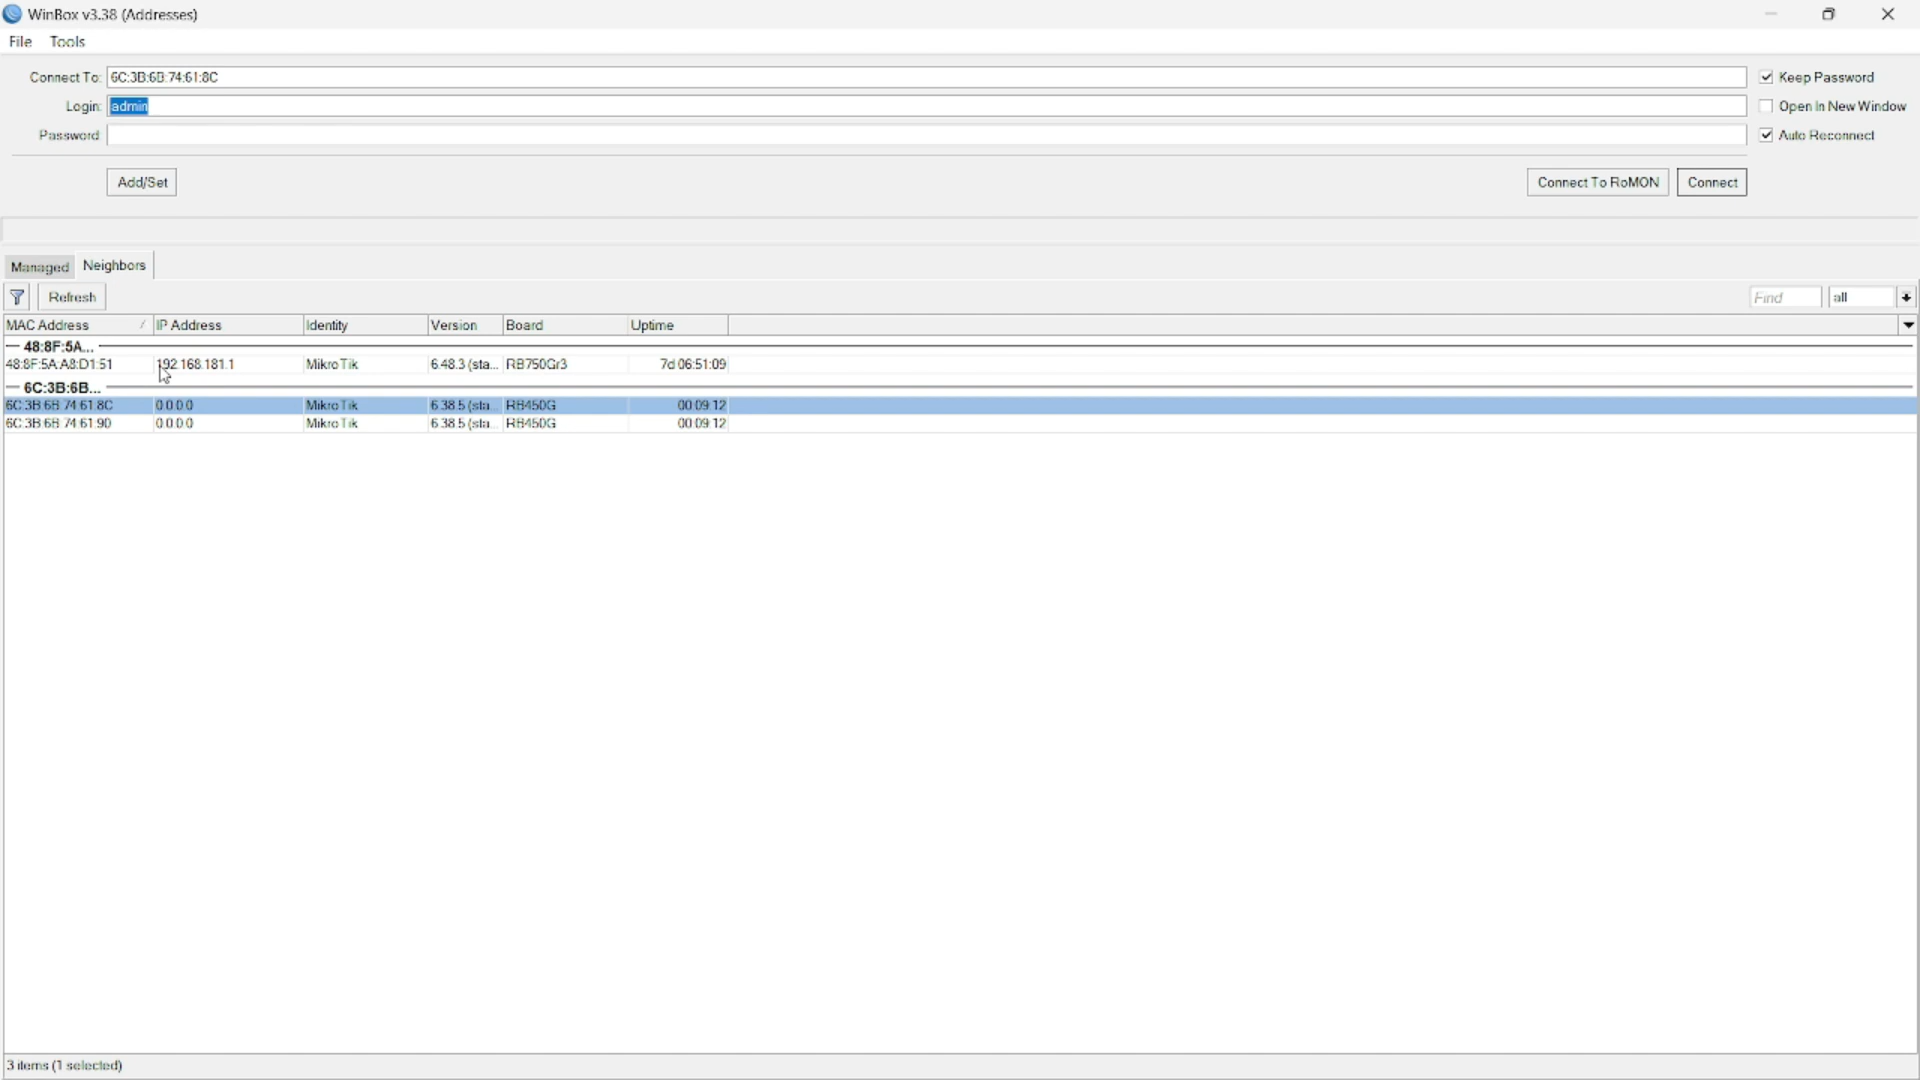 WinBox v3.38 (Addresses)
File Tools
Connect To: 6C:3B:6B:74:61:8C Keep Password
Login: admin Open In New Window
Password: Auto Reconnect
Add/Set Connect To RoMON Connect
Managed Neighbors
Refresh Find all
MAC Address / IP Address Identity Version Board Uptime
48:8F:5A...
48:8F:5A:A8:D1:51 192.168.181.1 MikroTik 6.48.3 (sta... RB750Gr3 7d 06:51:09
6C:3B:6B...
6C:3B:6B:74:61:8C 0.0.0.0 MikroTik 6.38.5 (sta... RB450G 00:09:12
6C:3B:6B:74:61:90 0.0.0.0 MikroTik 6.38.5 (sta... RB450G 00:09:12
3 items (1 selected)